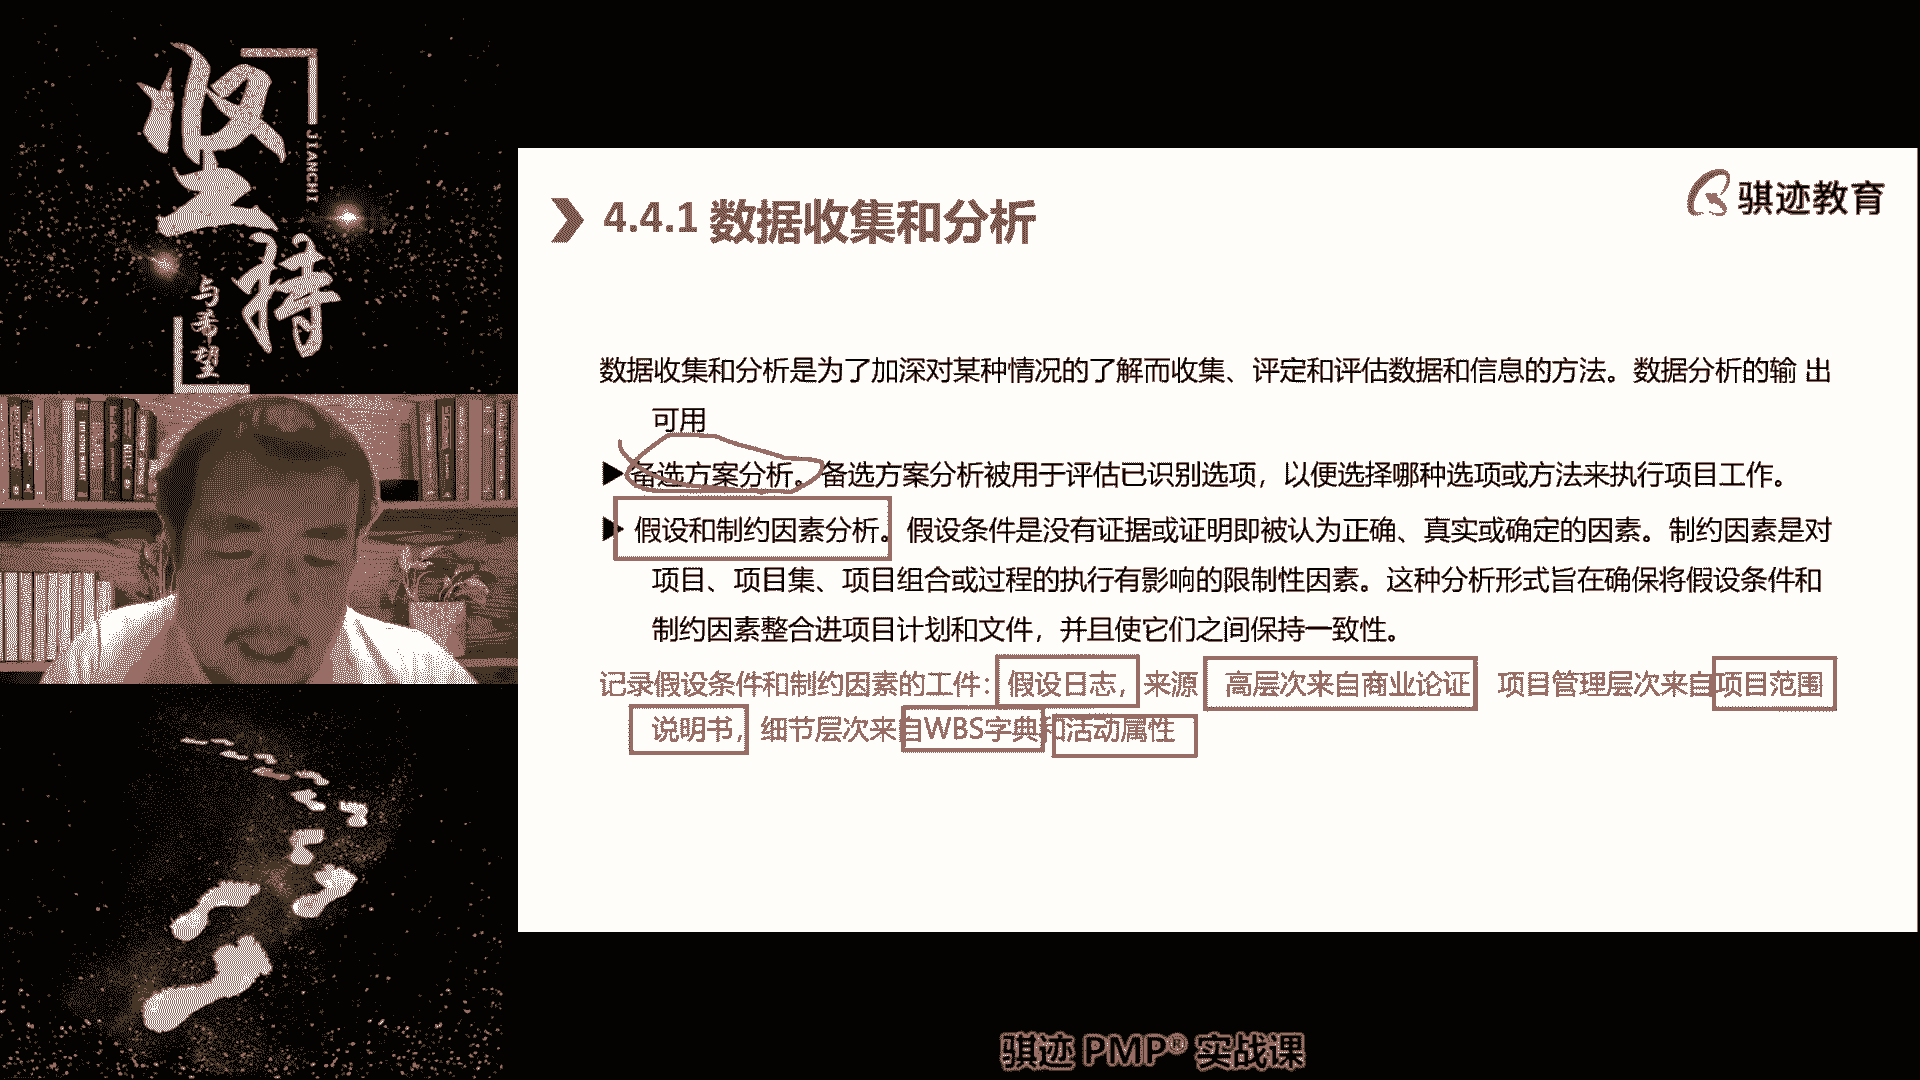 坚
持
JIANCHI
与希望
4.4.1 数据收集和分析
骐迹教育
数据收集和分析是为了加深对某种情况的了解而收集、评定和评估数据和信息的方法。数据分析的输 出
可用
备选方案分析。备选方案分析被用于评估已识别选项，以便选择哪种选项或方法来执行项目工作。
假设和制约因素分析。假设条件是没有证据或证明即被认为正确、真实或确定的因素。制约因素是对
项目、项目集、项目组合或过程的执行有影响的限制性因素。这种分析形式旨在确保将假设条件和
制约因素整合进项目计划和文件，并且使它们之间保持一致性。
记录假设条件和制约因素的工件：假设日志，来源 高层次来自商业论证 项目管理层次来自项目范围
说明书，细节层次来自WBS字典和活动属性
骐迹 PMP® 实战课